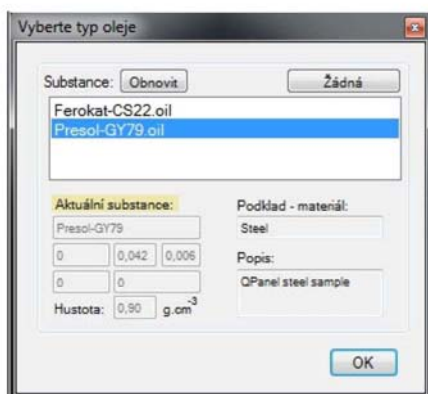 Vyberte typ oleje
Substance: Obnovit Žádná
Ferokat-CS22.oil
Presol-GY79.oil
Aktuální substance:
Presol-GY79
0 0,042 0,006
0 0
Hustota: 0,90 g.cm-3
Podklad - materiál:
Steel
Popis:
QPanel steel sample
OK